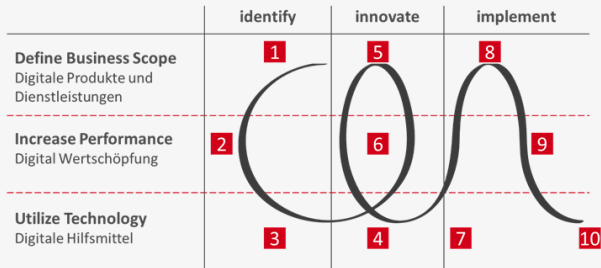 identify innovate implement
1 5 8
Define Business Scope
Digitale Produkte und
Dienstleistungen
Increase Performance
Digital Wertschöpfung
2 6 9
Utilize Technology
Digitale Hilfsmittel
3 4 7 10